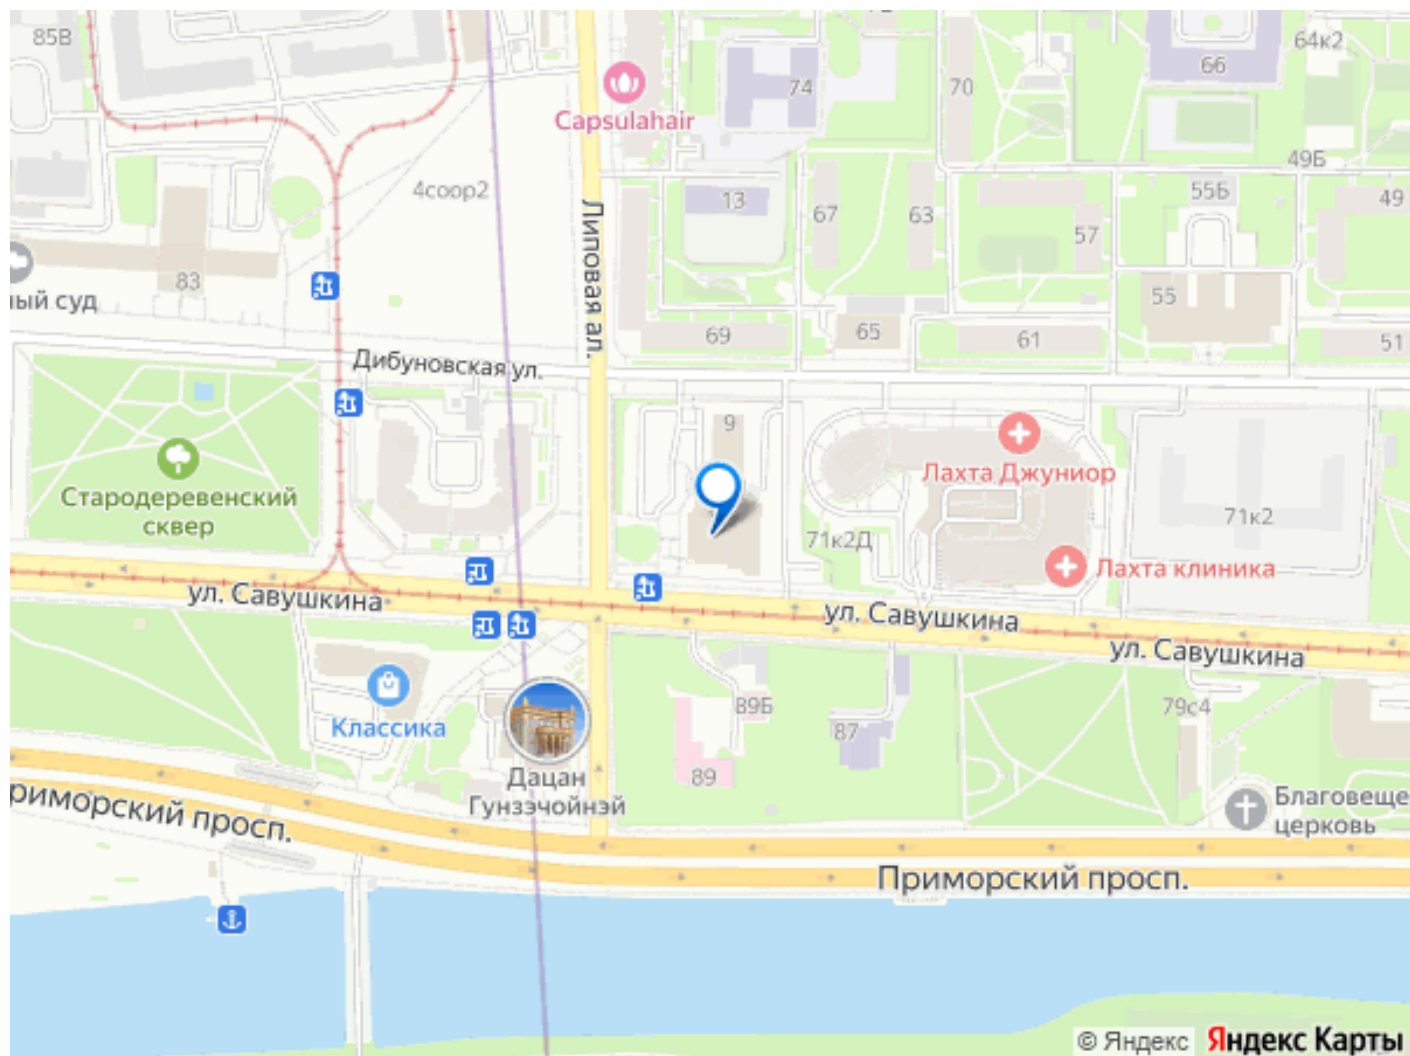 85В
64к2
66
74
70
Capsulahair
49Б
4соор2
13
67
63
55Б
49
57
Липовая ал.
83
ный суд
55
69
65
61
51
Дибуновская ул.
9
Лахта Джуниор
Стародеревенский
сквер
71к2
71к2Д
Лахта клиника
ул. Савушкина
ул. Савушкина
ул. Савушкина
89Б
79с4
87
Классика
89
Дацан
Гунзэчойнэй
Благовеще
церковь
риморский просп.
Приморский просп.
© Яндекс
Яндекс Карты